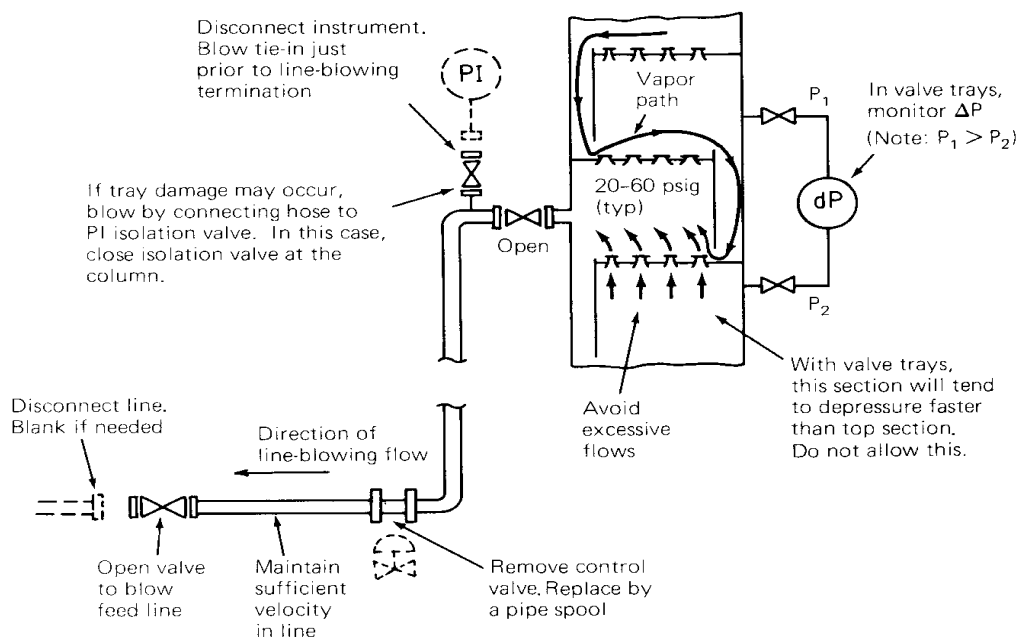 Disconnect instrument.
Blow tie-in just
prior to line-blowing
termination
PI
Vapor
path
P1
In valve trays,
monitor ΔP
(Note: P1 > P2)
If tray damage may occur,
blow by connecting hose to
PI isolation valve. In this case,
close isolation valve at the
column.
20–60 psig
(typ)
dP
Open
P2
Avoid
excessive
flows
With valve trays,
this section will tend
to depressure faster
than top section.
Do not allow this.
Disconnect line.
Blank if needed
Direction of
line-blowing flow
Open valve
to blow
feed line
Maintain
sufficient
velocity
in line
Remove control
valve. Replace by
a pipe spool